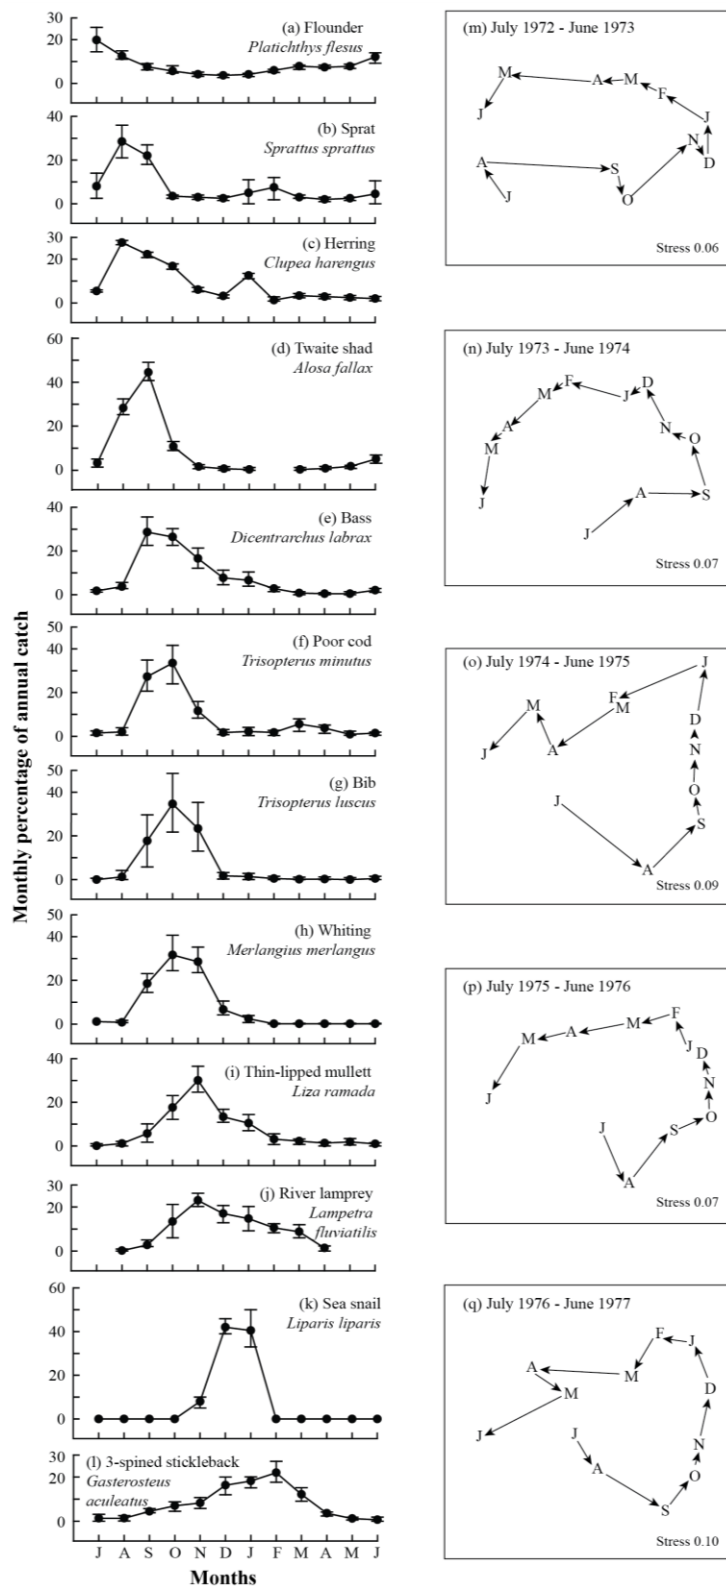 Monthly percentage of annual catch
(a) Flounder
Platichthys flesus
30
20
10
0
(b) Sprat
Sprattus sprattus
40
20
0
(c) Herring
Clupea harengus
30
20
10
0
(d) Twaite shad
Alosa fallax
60
40
20
0
(e) Bass
Dicentrarchus labrax
40
20
0
(f) Poor cod
Trisopterus minutus
40
20
0
(g) Bib
Trisopterus luscus
50
40
20
0
(h) Whiting
Merlangius merlangus
50
40
20
0
(i) Thin-lipped mullett
Liza ramada
40
20
0
(j) River lamprey
Lampetra
fluviatilis
30
20
0
(k) Sea snail
Liparis liparis
60
40
20
0
(l) 3-spined stickleback
Gasterosteus
aculeatus
30
20
10
0
J A S O N D J F M A M J
Months
(m) July 1972 - June 1973
M A M F J
J
A S N D
J O
Stress 0.06
(n) July 1973 - June 1974
M F J D
M A N O
J A S
J
Stress 0.07
(o) July 1974 - June 1975
J
M F M D
J A N
J O
S
A
Stress 0.09
(p) July 1975 - June 1976
M A M F
J D
J N
J S O
A
Stress 0.07
(q) July 1976 - June 1977
F J
A M D
M
J J N
A O
S
Stress 0.10